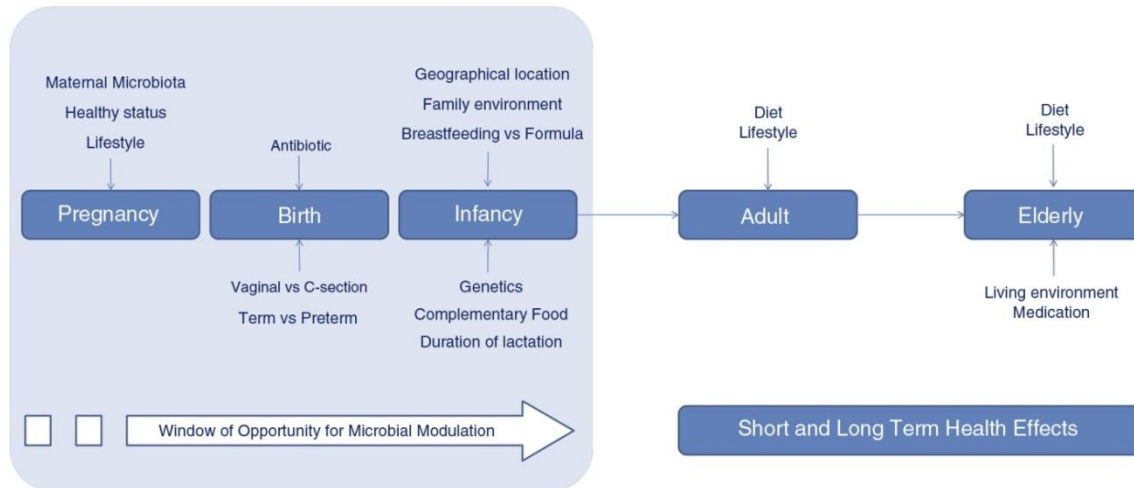 Maternal Microbiota
Healthy status
Lifestyle
Pregnancy
Antibiotic
Birth
Vaginal vs C-section
Term vs Preterm
Geographical location
Family environment
Breastfeeding vs Formula
Infancy
Genetics
Complementary Food
Duration of lactation
Diet
Lifestyle
Adult
Diet
Lifestyle
Elderly
Living environment
Medication
Window of Opportunity for Microbial Modulation
Short and Long Term Health Effects